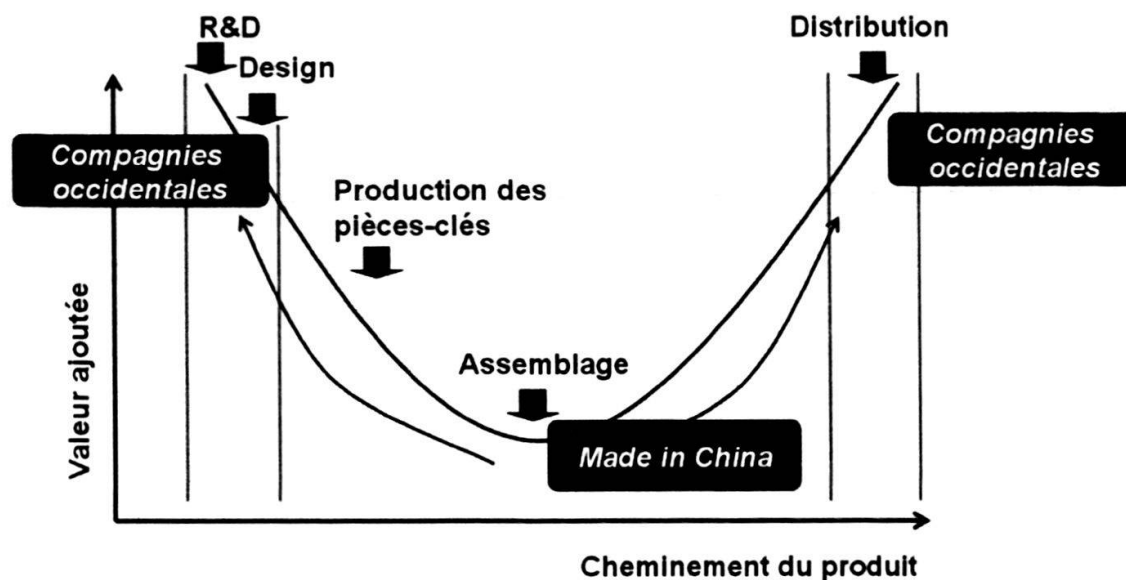 R&D
Distribution
Design
Compagnies
occidentales
Compagnies
occidentales
Production des
pièces-clés
Assemblage
Made in China
Valeur ajoutée
Cheminement du produit